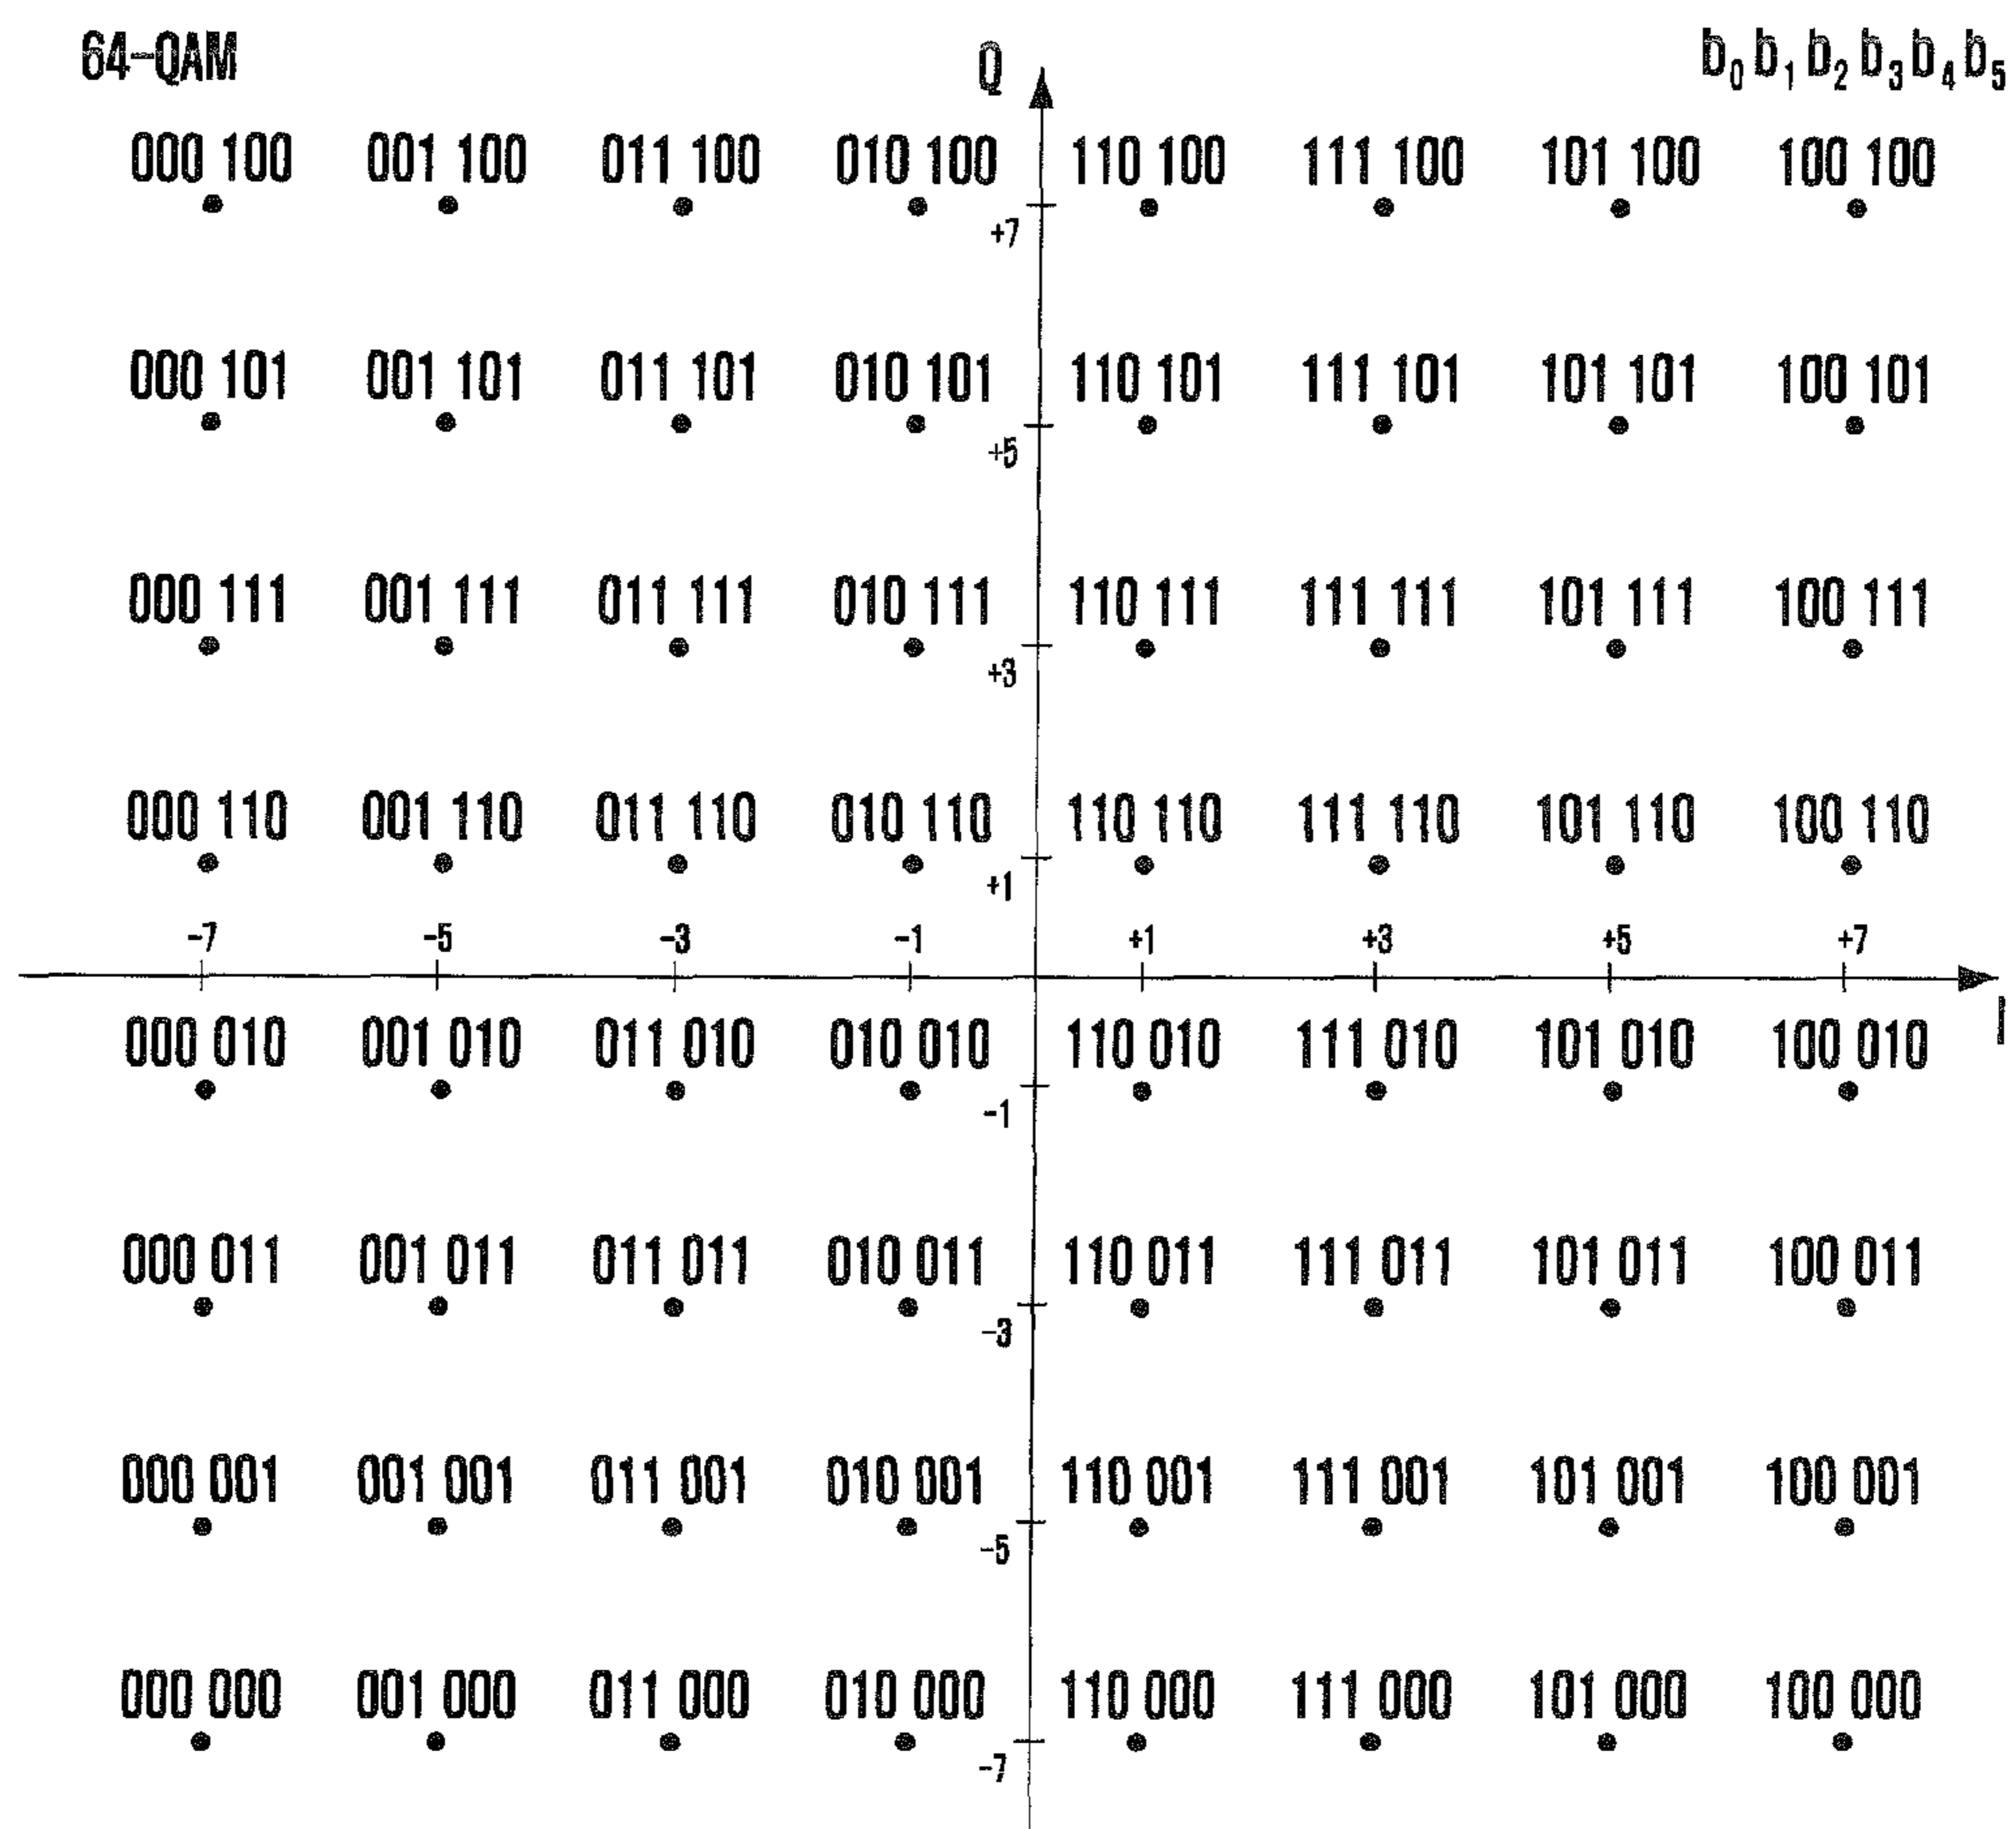 64-QAM Q b0 b1 b2 b3 b4 b5
000 100 001 100 011 100 010 100 110 100 111 100 101 100 100 100
+7
000 101 001 101 011 101 010 101 110 101 111 101 101 101 100 101
+5
000 111 001 111 011 111 010 111 110 111 111 111 101 111 100 111
+3
000 110 001 110 011 110 010 110 110 110 111 110 101 110 100 110
+1
-7 -5 -3 -1 +1 +3 +5 +7
I
000 010 001 010 011 010 010 010 110 010 111 010 101 010 100 010
-1
000 011 001 011 011 011 010 011 110 011 111 011 101 011 100 011
-3
000 001 001 001 011 001 010 001 110 001 111 001 101 001 100 001
-5
000 000 001 000 011 000 010 000 110 000 111 000 101 000 100 000
-7